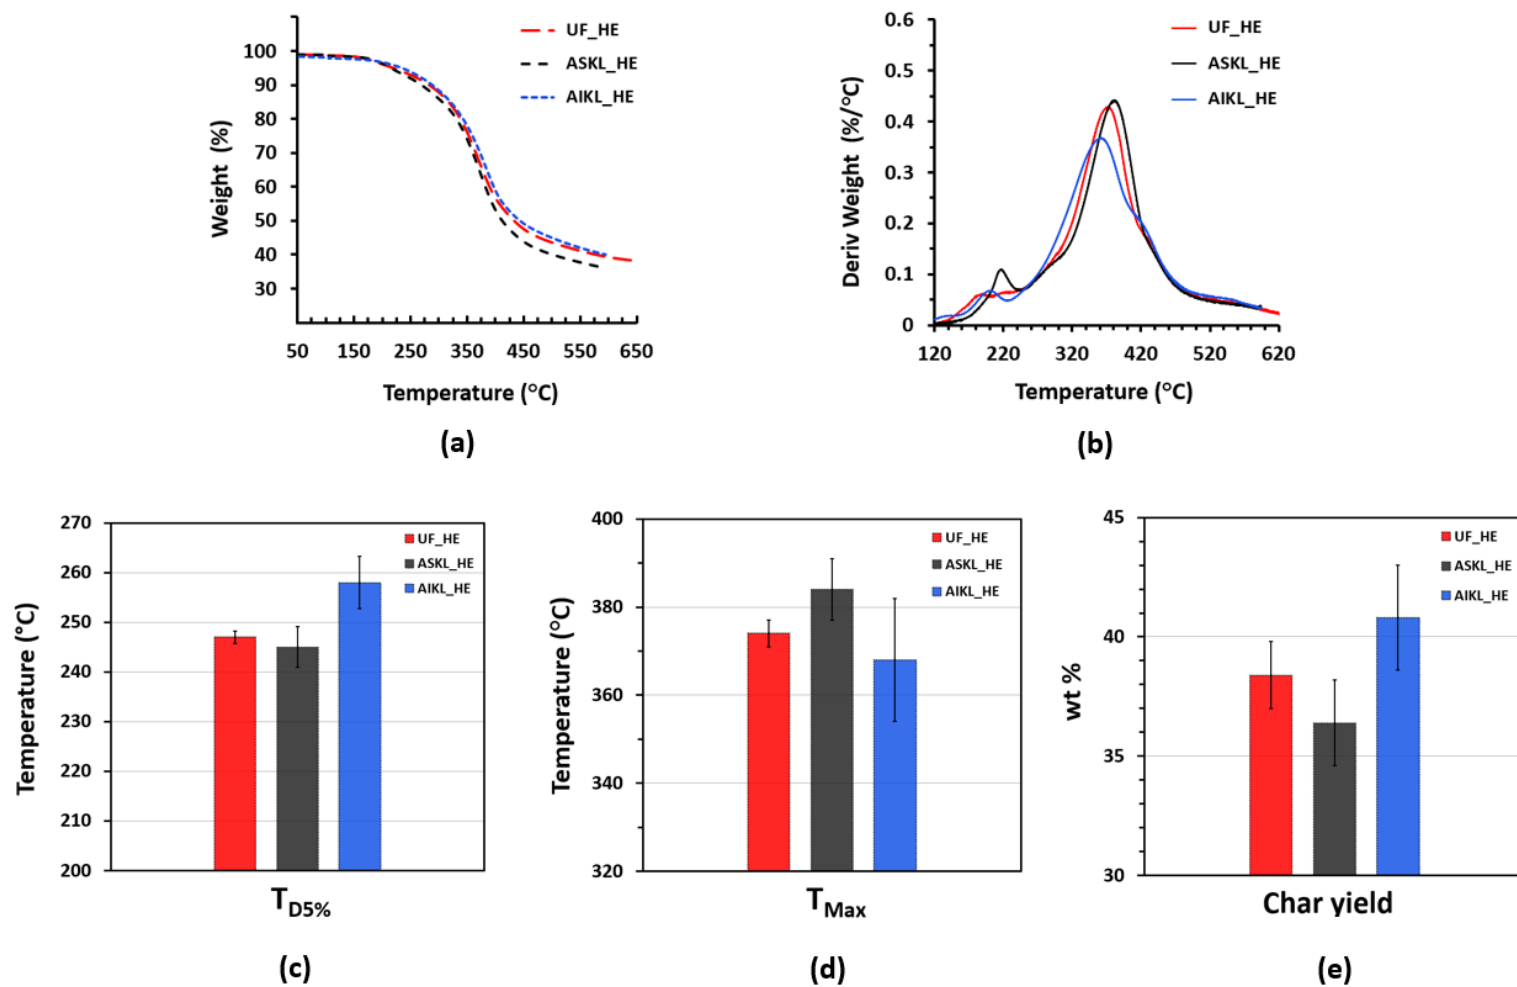 UF_HE
ASKL_HE
AIKL_HE
100
90
80
70
60
50
40
30
Weight (%)
50 150 250 350 450 550 650
Temperature (°C)
(a)
UF_HE
ASKL_HE
AIKL_HE
0.6
0.5
0.4
0.3
0.2
0.1
0
Deriv Weight (%/°C)
120 220 320 420 520 620
Temperature (°C)
(b)
270
260
250
240
230
220
210
200
Temperature (°C)
UF_HE
ASKL_HE
AIKL_HE
TD5%
(c)
400
380
360
340
320
Temperature (°C)
UF_HE
ASKL_HE
AIKL_HE
TMax
(d)
45
40
35
30
wt %
UF_HE
ASKL_HE
AIKL_HE
Char yield
(e)